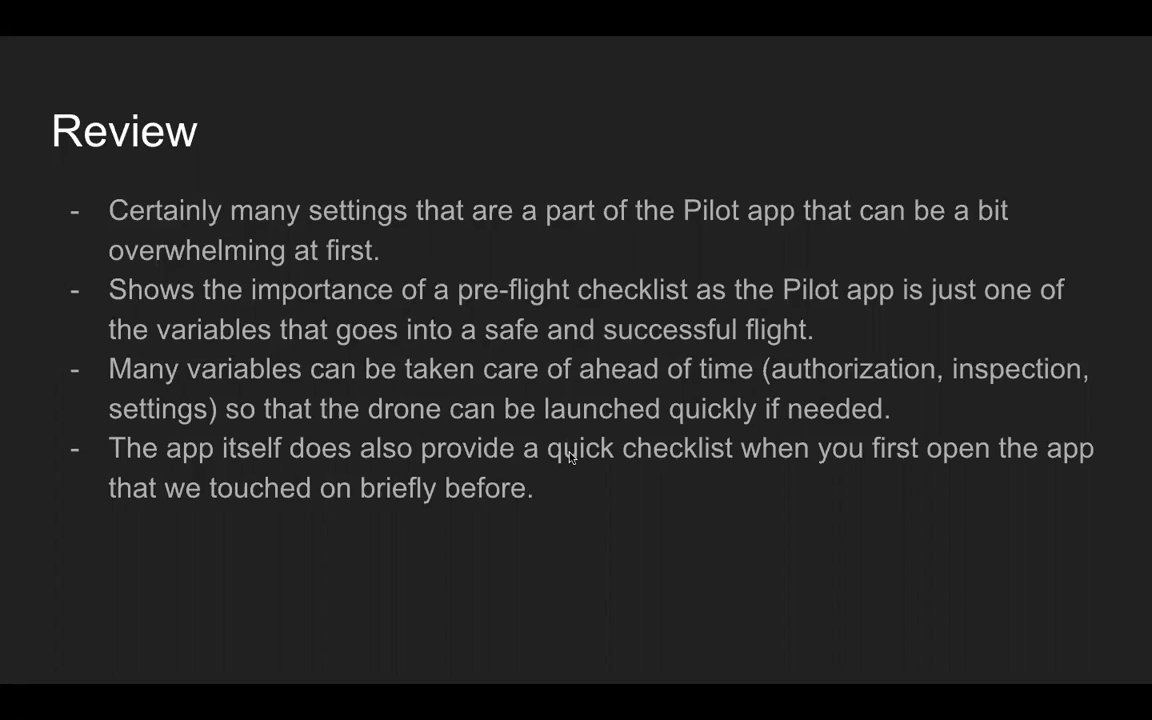 Review
- Certainly many settings that are a part of the Pilot app that can be a bit
overwhelming at first.
- Shows the importance of a pre-flight checklist as the Pilot app is just one of
the variables that goes into a safe and successful flight.
- Many variables can be taken care of ahead of time (authorization, inspection,
settings) so that the drone can be launched quickly if needed.
- The app itself does also provide a quick checklist when you first open the app
that we touched on briefly before.